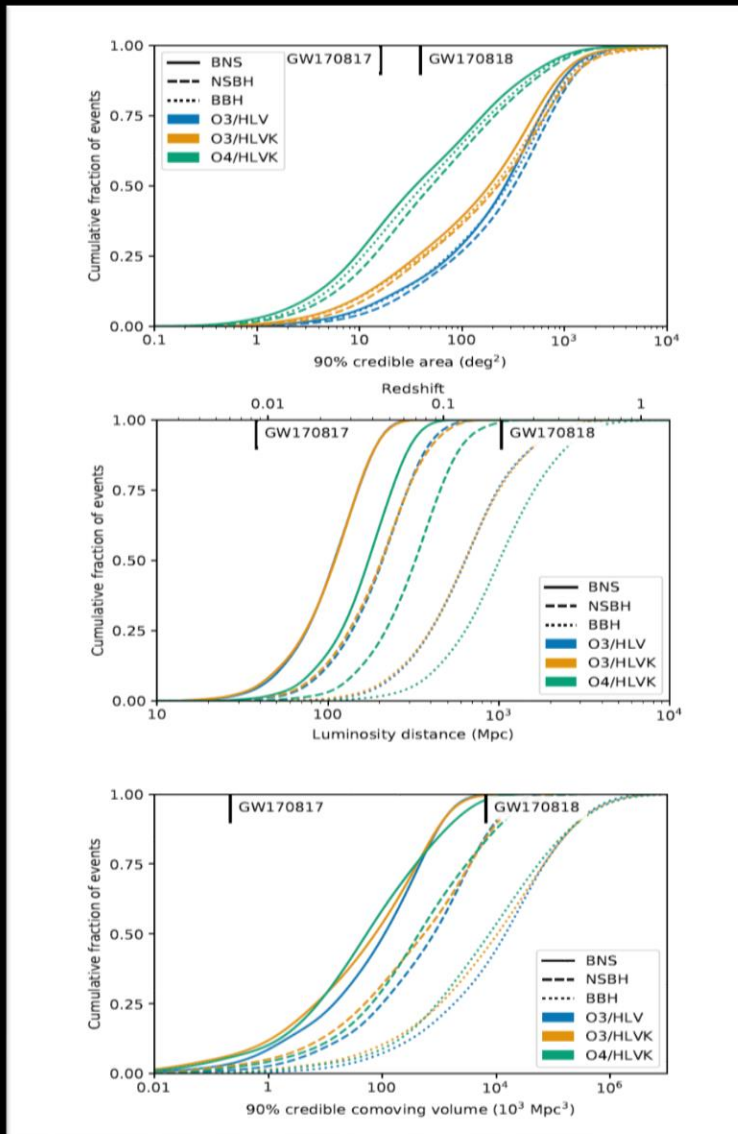 1.00
0.75
0.50
0.25
0.00
Cumulative fraction of events
BNS
NSBH
BBH
O3/HLV
O3/HLVK
O4/HLVK
GW170817
GW170818
0.1 1 10 100 10³ 10⁴
90% credible area (deg²)
Redshift
0.01 0.1 1
1.00
0.75
0.50
0.25
0.00
Cumulative fraction of events
GW170817
GW170818
BNS
NSBH
BBH
O3/HLV
O3/HLVK
O4/HLVK
10 100 10³ 10⁴
Luminosity distance (Mpc)
1.00
0.75
0.50
0.25
0.00
Cumulative fraction of events
GW170817
GW170818
BNS
NSBH
BBH
O3/HLV
O3/HLVK
O4/HLVK
0.01 1 100 10⁴ 10⁶
90% credible comoving volume (10³ Mpc³)